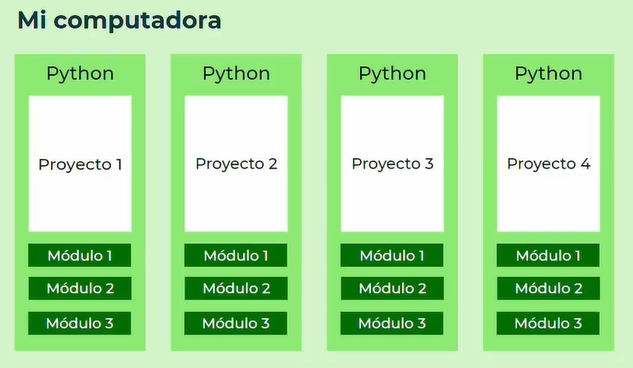 Mi computadora
Python
Proyecto 1
Módulo 1
Módulo 2
Módulo 3
Python
Proyecto 2
Módulo 1
Módulo 2
Módulo 3
Python
Proyecto 3
Módulo 1
Módulo 2
Módulo 3
Python
Proyecto 4
Módulo 1
Módulo 2
Módulo 3